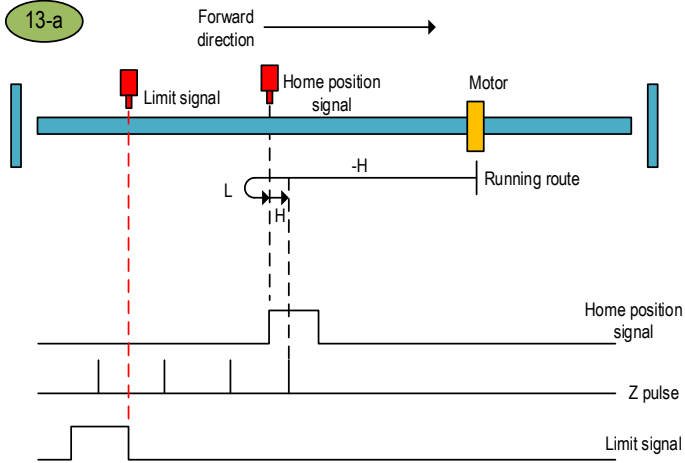 13-a
Forward
direction
Limit signal
Home position
signal
Motor
-H
Running route
L
H
Home position
signal
Z pulse
Limit signal